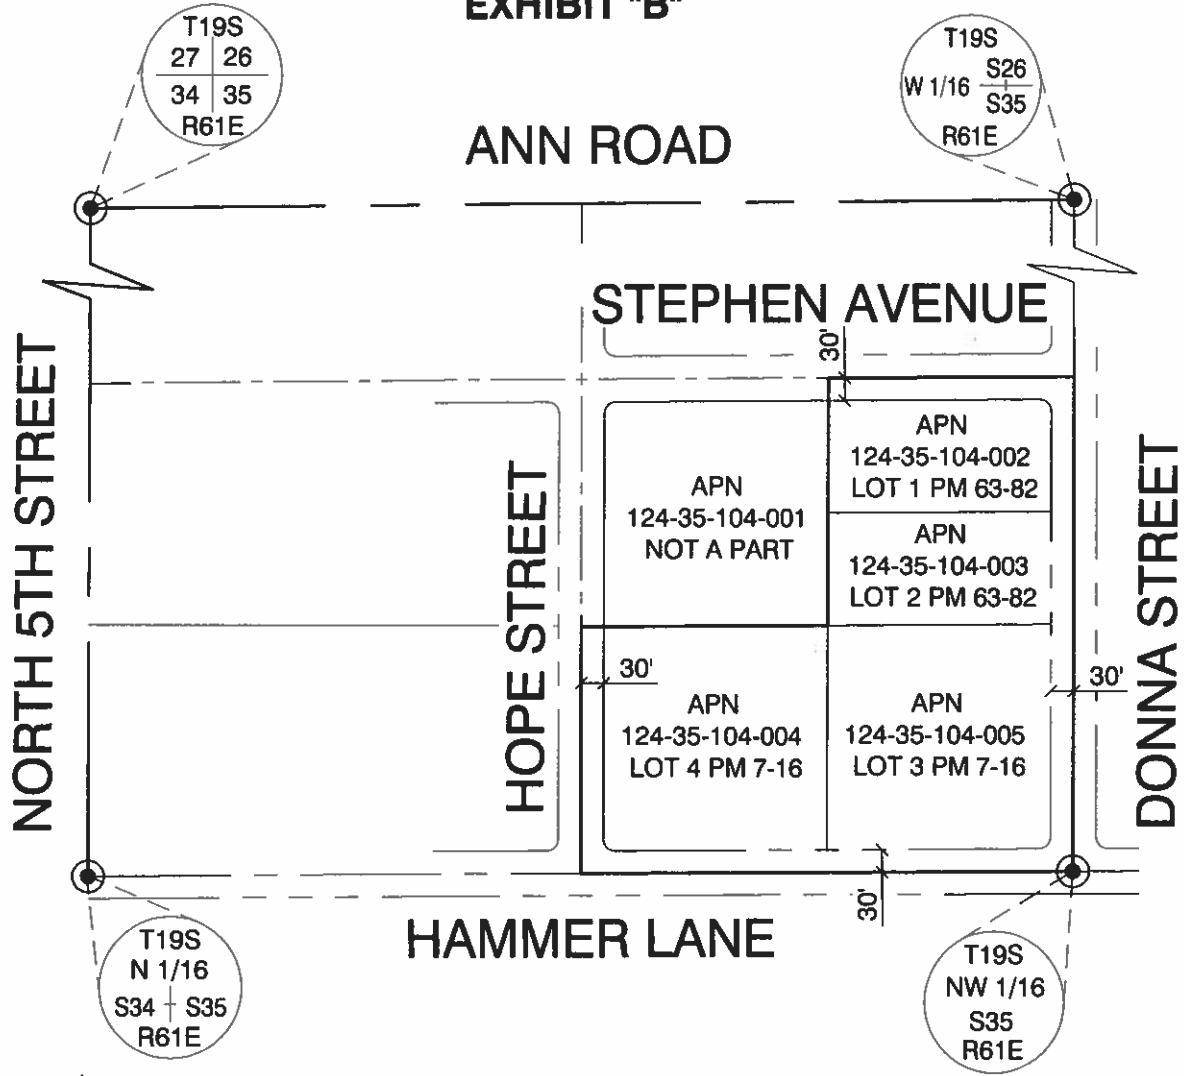 EXHIBIT "B"
T19S
27 26
34 35
R61E
T19S
W 1/16 S26
S35
R61E
ANN ROAD
STEPHEN AVENUE
30'
NORTH 5TH STREET
HOPE STREET
DONNA STREET
APN
124-35-104-001
NOT A PART
APN
124-35-104-002
LOT 1 PM 63-82
APN
124-35-104-003
LOT 2 PM 63-82
30'
30'
APN
124-35-104-004
LOT 4 PM 7-16
APN
124-35-104-005
LOT 3 PM 7-16
30'
HAMMER LANE
T19S
N 1/16
S34 S35
R61E
T19S
NW 1/16
S35
R61E